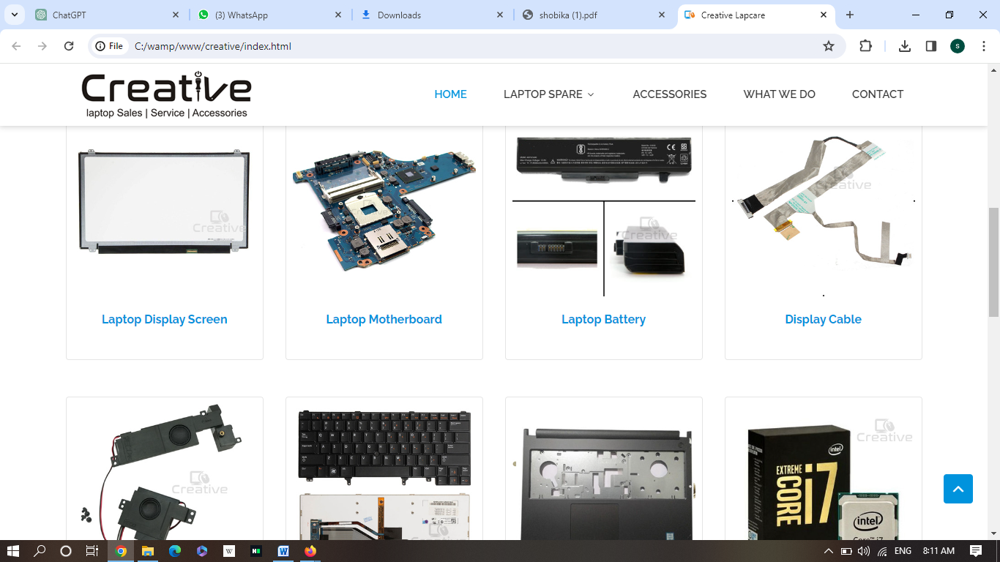 ChatGPT
(3) WhatsApp
Downloads
shobika (1).pdf
Creative Lapcare
File
C:/wamp/www/creative/index.html
S
Creative
laptop Sales | Service | Accessories
HOME
LAPTOP SPARE
ACCESSORIES
WHAT WE DO
CONTACT
Creative
Creative
Creative
Creative
Laptop Display Screen
Laptop Motherboard
Laptop Battery
Display Cable
Creative
Creative
Creative
intel
EXTREME
CORE i7
intel
Core i7
W
H
W
ENG
8:11 AM